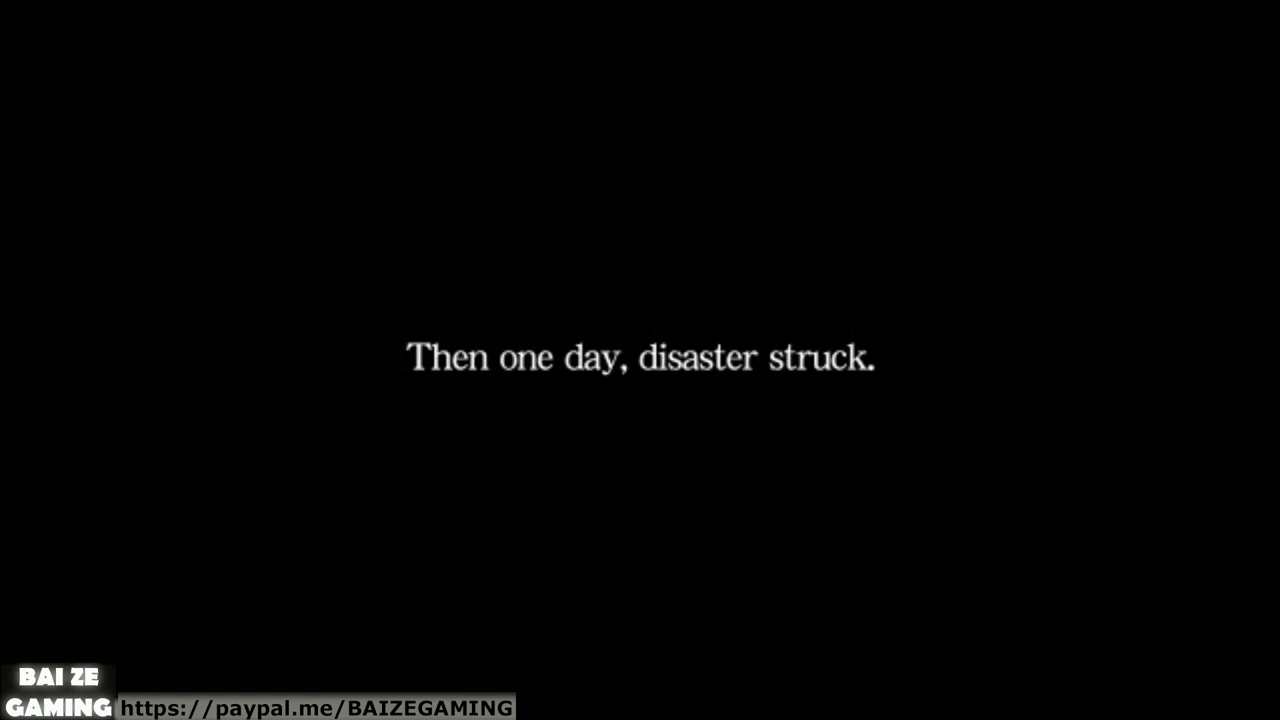 Then one day, disaster struck.
BAI ZE
GAMING
https://paypal.me/BAIZEGAMING